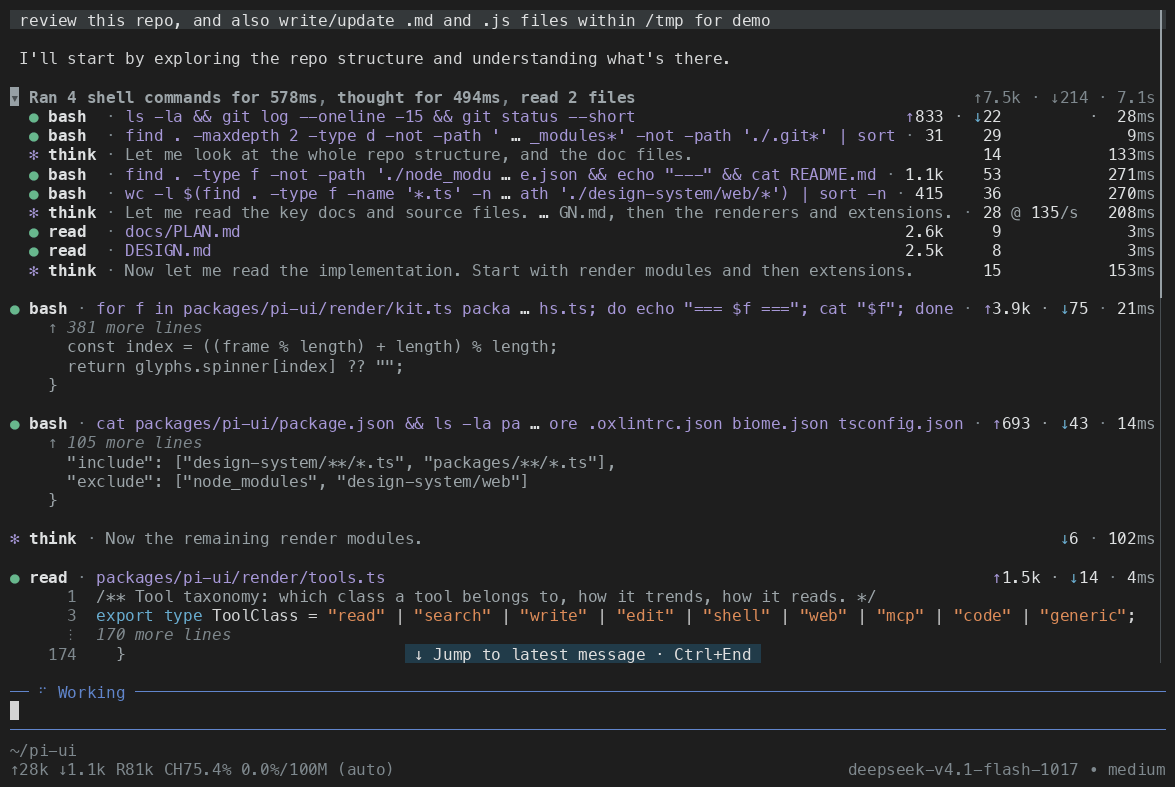 review this repo, and also write/update .md and .js files within /tmp for demo
I'll start by exploring the repo structure and understanding what's there.
▾ Ran 4 shell commands for 578ms, thought for 494ms, read 2 files ↑7.5k · ↓214 · 7.1s
● bash · ls -la && git log --oneline -15 && git status --short ↑833 · ↓22 · 28ms
● bash · find . -maxdepth 2 -type d -not -path ' … _modules*' -not -path './.git*' | sort · 31 29 9ms
✻ think · Let me look at the whole repo structure, and the doc files. 14 133ms
● bash · find . -type f -not -path './node_modu … e.json && echo "---" && cat README.md · 1.1k 53 271ms
● bash · wc -l $(find . -type f -name '*.ts' -n … ath './design-system/web/*') | sort -n · 415 36 270ms
✻ think · Let me read the key docs and source files. … GN.md, then the renderers and extensions. · 28 @ 135/s 208ms
● read · docs/PLAN.md 2.6k 9 3ms
● read · DESIGN.md 2.5k 8 3ms
✻ think · Now let me read the implementation. Start with render modules and then extensions. 15 153ms
● bash · for f in packages/pi-ui/render/kit.ts packa … hs.ts; do echo "=== $f ==="; cat "$f"; done · ↑3.9k · ↓75 · 21ms
↑ 381 more lines
const index = ((frame % length) + length) % length;
return glyphs.spinner[index] ?? "";
}
● bash · cat packages/pi-ui/package.json && ls -la pa … ore .oxlintrc.json biome.json tsconfig.json · ↑693 · ↓43 · 14ms
↑ 105 more lines
"include": ["design-system/**/*.ts", "packages/**/*.ts"],
"exclude": ["node_modules", "design-system/web"]
}
✻ think · Now the remaining render modules. ↓6 · 102ms
● read · packages/pi-ui/render/tools.ts ↑1.5k · ↓14 · 4ms
1 /** Tool taxonomy: which class a tool belongs to, how it trends, how it reads. */
3 export type ToolClass = "read" | "search" | "write" | "edit" | "shell" | "web" | "mcp" | "code" | "generic";
⋮ 170 more lines
174 }
↓ Jump to latest message · Ctrl+End
Working
~/pi-ui
↑28k ↓1.1k R81k CH75.4% 0.0%/100M (auto) deepseek-v4.1-flash-1017 • medium